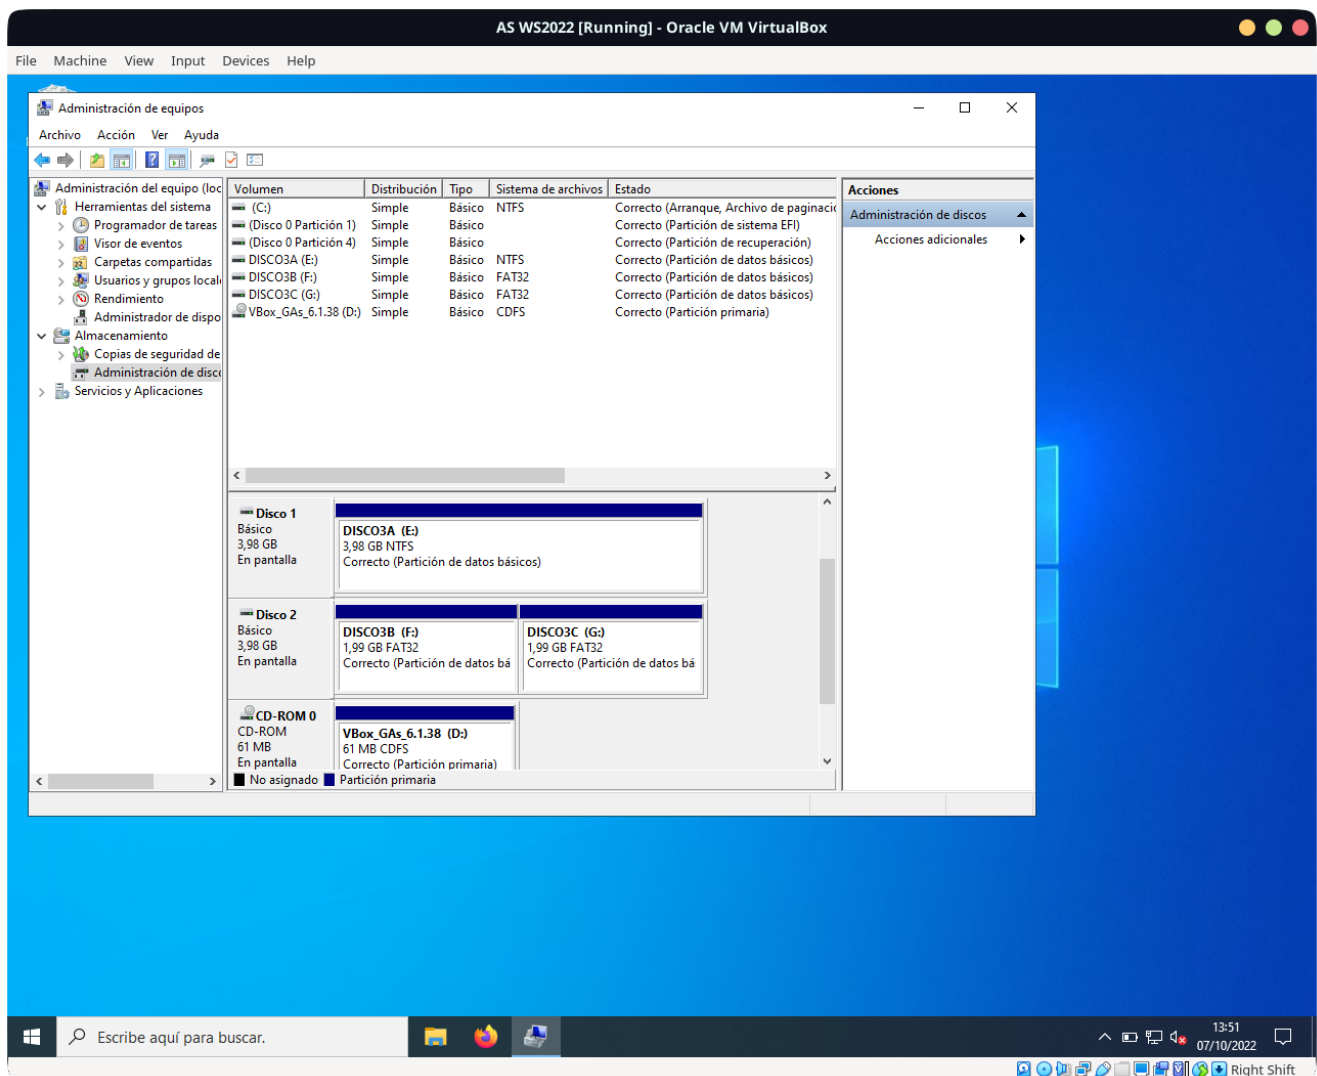 AS WS2022 [Running] - Oracle VM VirtualBox
File Machine View Input Devices Help
Administración de equipos
Archivo Acción Ver Ayuda
Administración del equipo (loc
Herramientas del sistema
Programador de tareas
Visor de eventos
Carpetas compartidas
Usuarios y grupos local
Rendimiento
Administrador de dispo
Almacenamiento
Copias de seguridad de
Administración de disc
Servicios y Aplicaciones
Volumen Distribución Tipo Sistema de archivos Estado
(C:) Simple Básico NTFS Correcto (Arranque, Archivo de paginació
(Disco 0 Partición 1) Simple Básico Correcto (Partición de sistema EFI)
(Disco 0 Partición 4) Simple Básico Correcto (Partición de recuperación)
DISCO3A (E:) Simple Básico NTFS Correcto (Partición de datos básicos)
DISCO3B (F:) Simple Básico FAT32 Correcto (Partición de datos básicos)
DISCO3C (G:) Simple Básico FAT32 Correcto (Partición de datos básicos)
VBox_GAs_6.1.38 (D:) Simple Básico CDFS Correcto (Partición primaria)
Disco 1
Básico
3,98 GB
En pantalla
DISCO3A (E:)
3,98 GB NTFS
Correcto (Partición de datos básicos)
Disco 2
Básico
3,98 GB
En pantalla
DISCO3B (F:)
1,99 GB FAT32
Correcto (Partición de datos bá
DISCO3C (G:)
1,99 GB FAT32
Correcto (Partición de datos bá
CD-ROM 0
CD-ROM
61 MB
En pantalla
VBox_GAs_6.1.38 (D:)
61 MB CDFS
Correcto (Partición primaria)
No asignado Partición primaria
Acciones
Administración de discos
Acciones adicionales
Escribe aquí para buscar.
13:51
07/10/2022
Right Shift